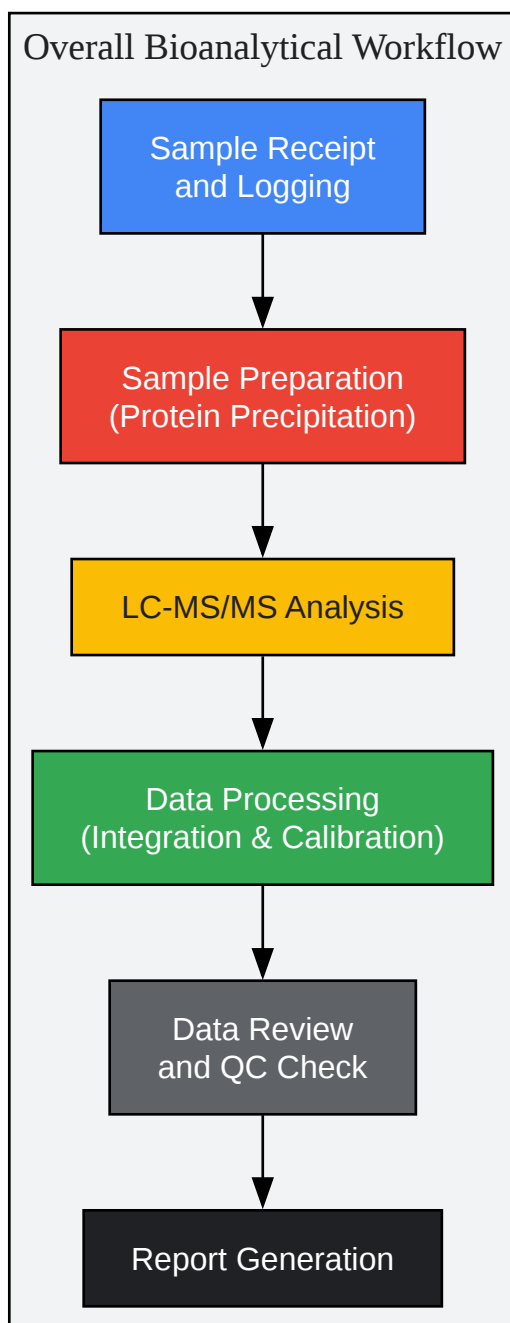 Overall Bioanalytical Workflow
Sample Receipt
and Logging
Sample Preparation
(Protein Precipitation)
LC-MS/MS Analysis
Data Processing
(Integration & Calibration)
Data Review
and QC Check
Report Generation